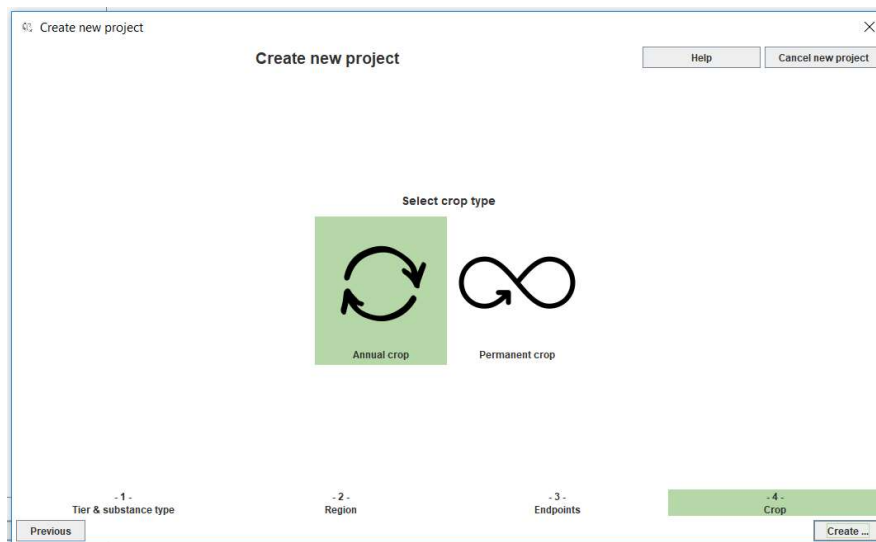 Create new project
Create new project
Help
Cancel new project
Select crop type
Annual crop
Permanent crop
- 1 -
Tier & substance type
- 2 -
Region
- 3 -
Endpoints
- 4 -
Crop
Previous
Create ...